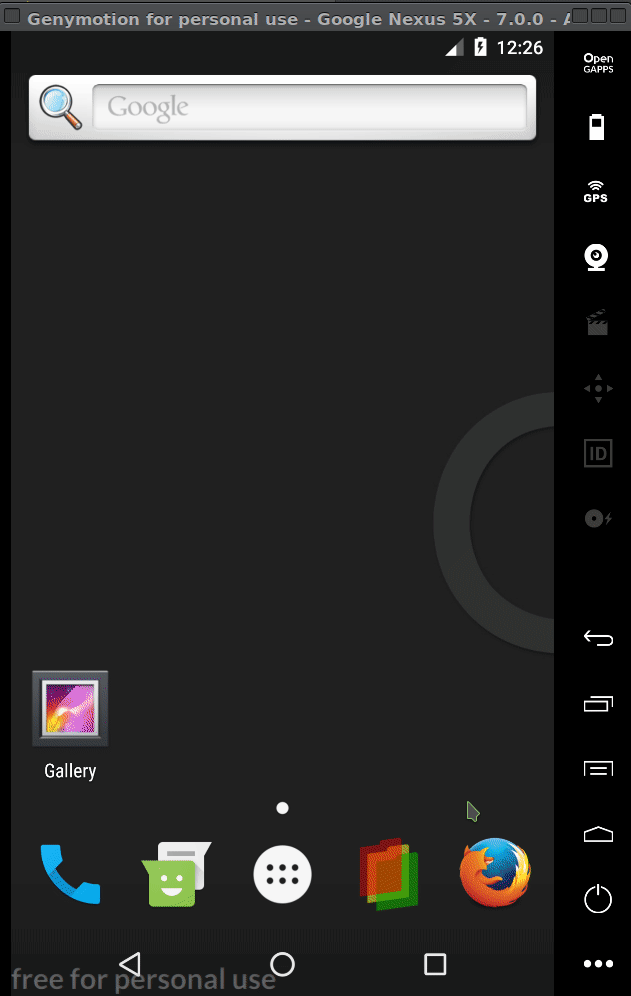 Genymotion for personal use - Google Nexus 5X - 7.0.0 -
12:26
Open
GAPPS
Google
GPS
ID
Gallery
free for personal use